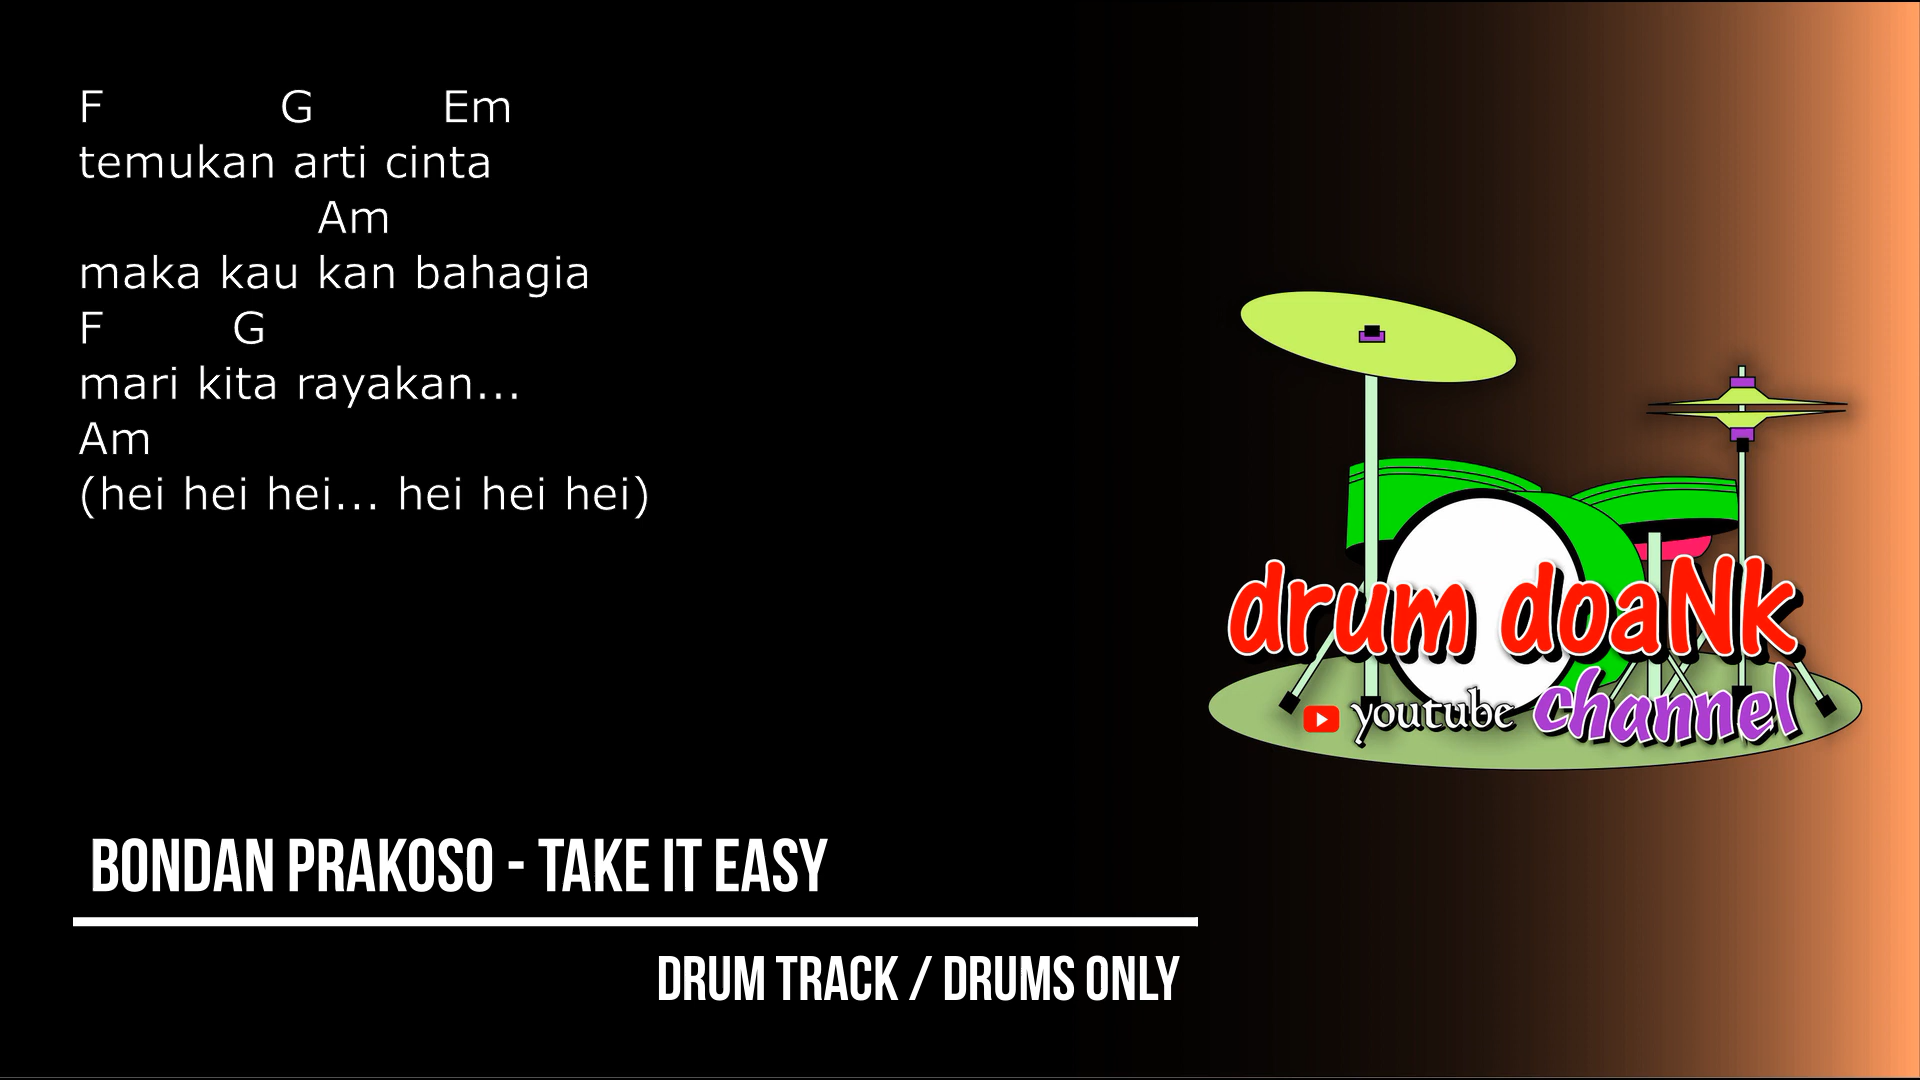 F G Em
temukan arti cinta
Am
maka kau kan bahagia
F G
mari kita rayakan...
Am
(hei hei hei... hei hei hei)
drum doaNk
youtube channel
BONDAN PRAKOSO - TAKE IT EASY
DRUM TRACK / DRUMS ONLY